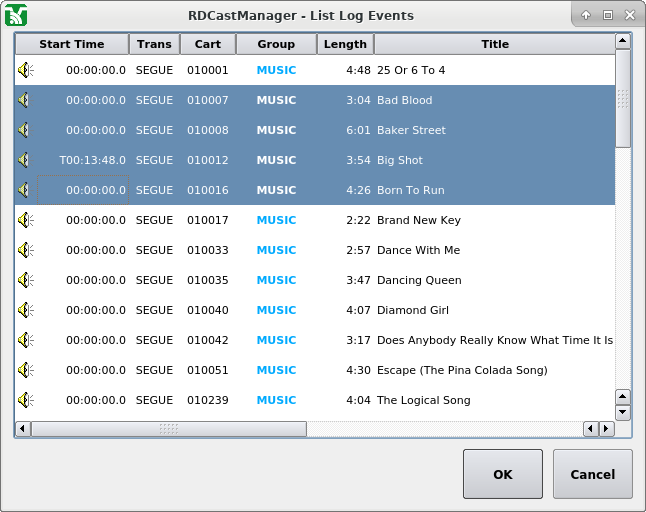 RDCastManager - List Log Events
Start Time Trans Cart Group Length Title
00:00:00.0 SEGUE 010001 MUSIC 4:48 25 Or 6 To 4
00:00:00.0 SEGUE 010007 MUSIC 3:04 Bad Blood
00:00:00.0 SEGUE 010008 MUSIC 6:01 Baker Street
T00:13:48.0 SEGUE 010012 MUSIC 3:54 Big Shot
00:00:00.0 SEGUE 010016 MUSIC 4:26 Born To Run
00:00:00.0 SEGUE 010017 MUSIC 2:22 Brand New Key
00:00:00.0 SEGUE 010033 MUSIC 2:57 Dance With Me
00:00:00.0 SEGUE 010035 MUSIC 3:47 Dancing Queen
00:00:00.0 SEGUE 010040 MUSIC 4:07 Diamond Girl
00:00:00.0 SEGUE 010042 MUSIC 3:17 Does Anybody Really Know What Time It Is
00:00:00.0 SEGUE 010051 MUSIC 4:30 Escape (The Pina Colada Song)
00:00:00.0 SEGUE 010239 MUSIC 4:04 The Logical Song
OK Cancel